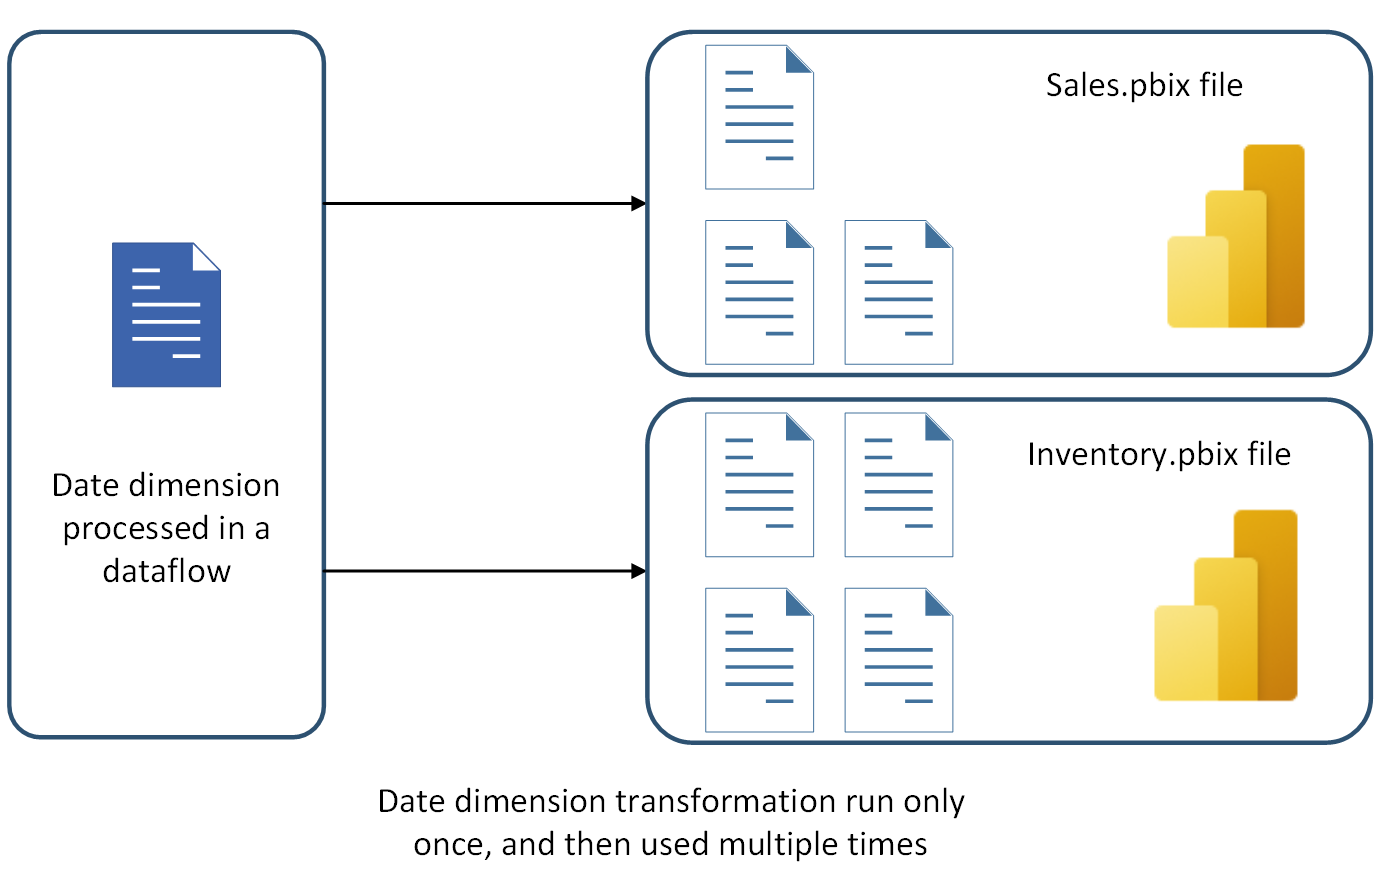 Sales.pbix file
Date dimension
processed in a
dataflow
Inventory.pbix file
Date dimension transformation run only
once, and then used multiple times